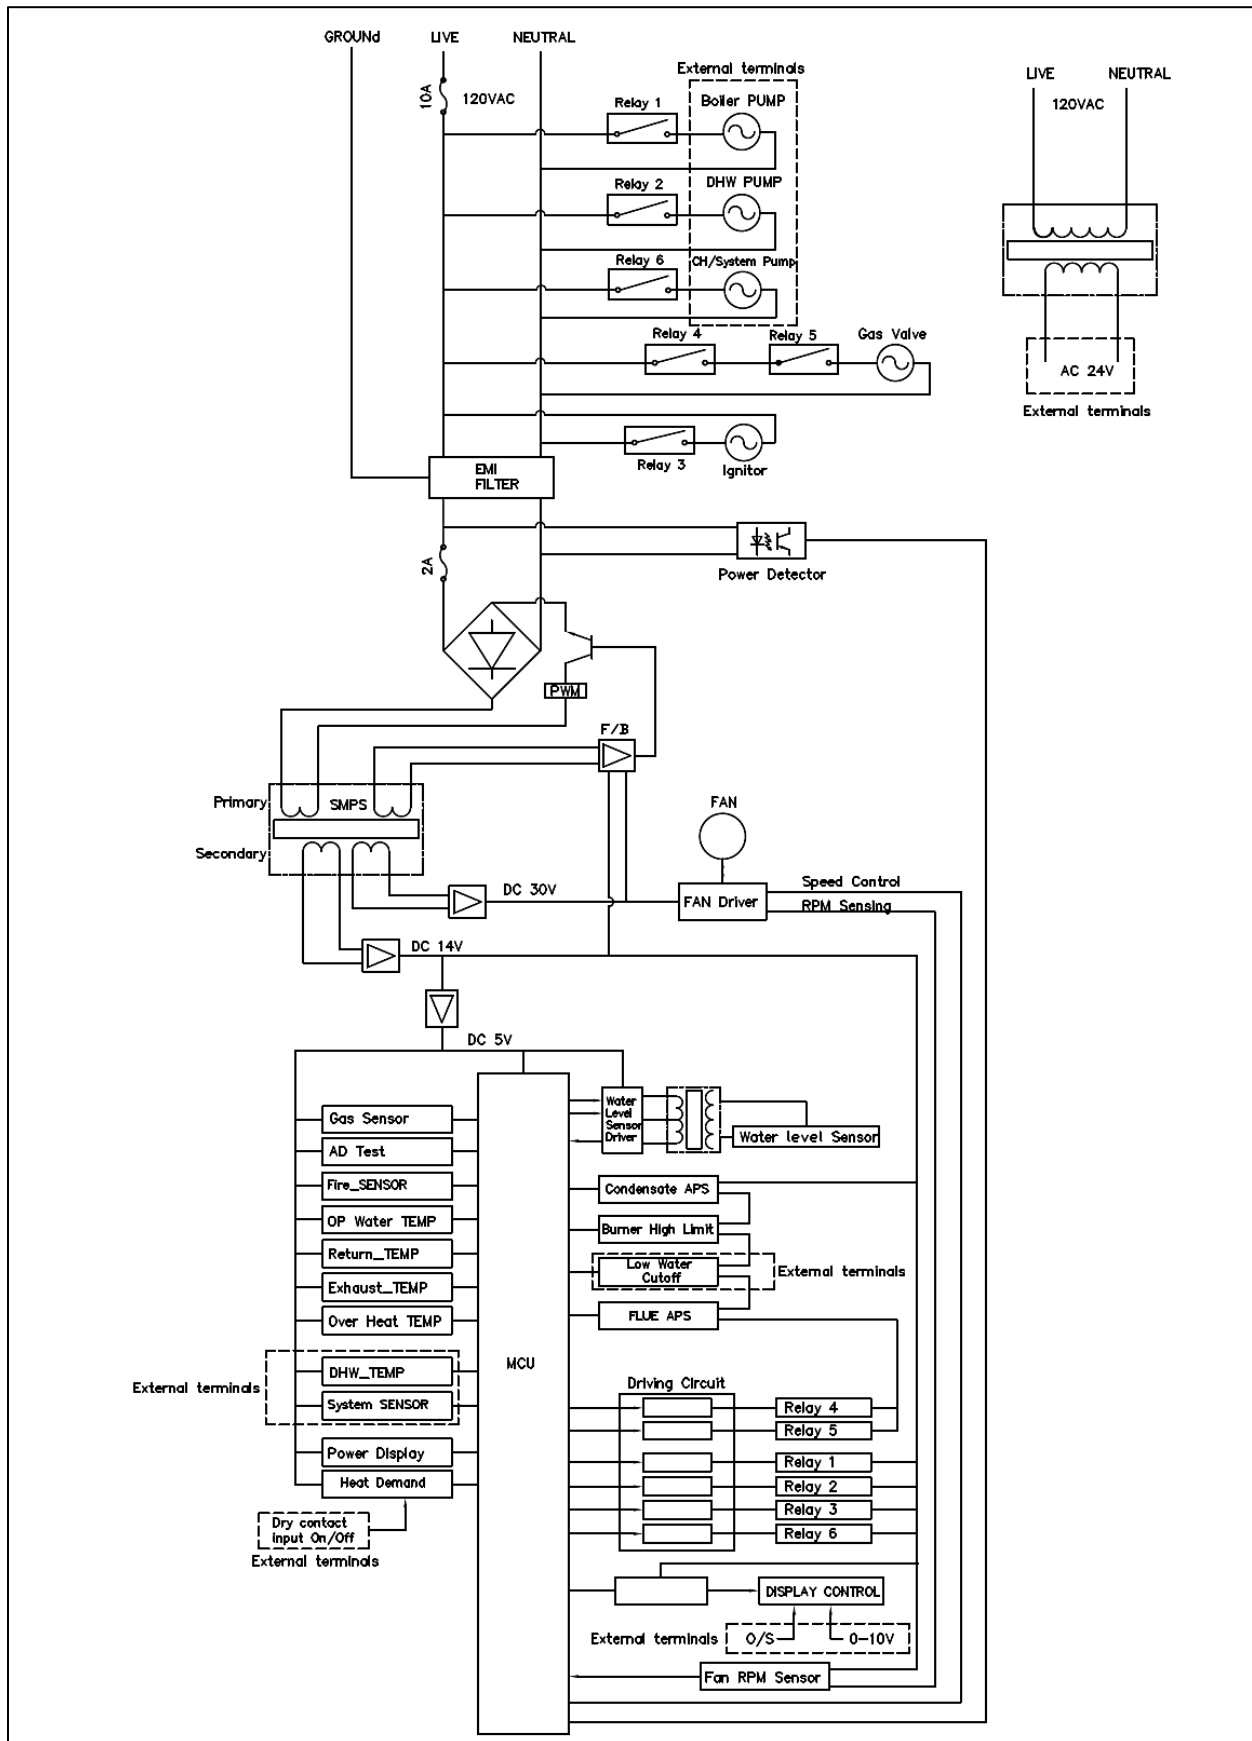 GROUNd LIVE NEUTRAL
10A
120VAC
External terminals
Relay 1
Boiler PUMP
Relay 2
DHW PUMP
Relay 6
CH/System Pump
Relay 4
Relay 5
Gas Valve
Relay 3
Ignitor
LIVE NEUTRAL
120VAC
AC 24V
External terminals
EMI
FILTER
2A
Power Detector
PWM
F/B
Primary
SMPS
Secondary
FAN
DC 30V
FAN Driver
Speed Control
RPM Sensing
DC 14V
DC 5V
Gas Sensor
AD Test
Fire_SENSOR
OP Water TEMP
Return_TEMP
Exhaust_TEMP
Over Heat TEMP
DHW_TEMP
External terminals
System SENSOR
Power Display
Heat Demand
Dry contact
input On/Off
External terminals
MCU
Water
Level
Sensor
Driver
Water level Sensor
Condensate APS
Burner High Limit
Low Water
Cutoff
External terminals
FLUE APS
Driving Circuit
Relay 4
Relay 5
Relay 1
Relay 2
Relay 3
Relay 6
DISPLAY CONTROL
External terminals
O/S
0-10V
Fan RPM Sensor